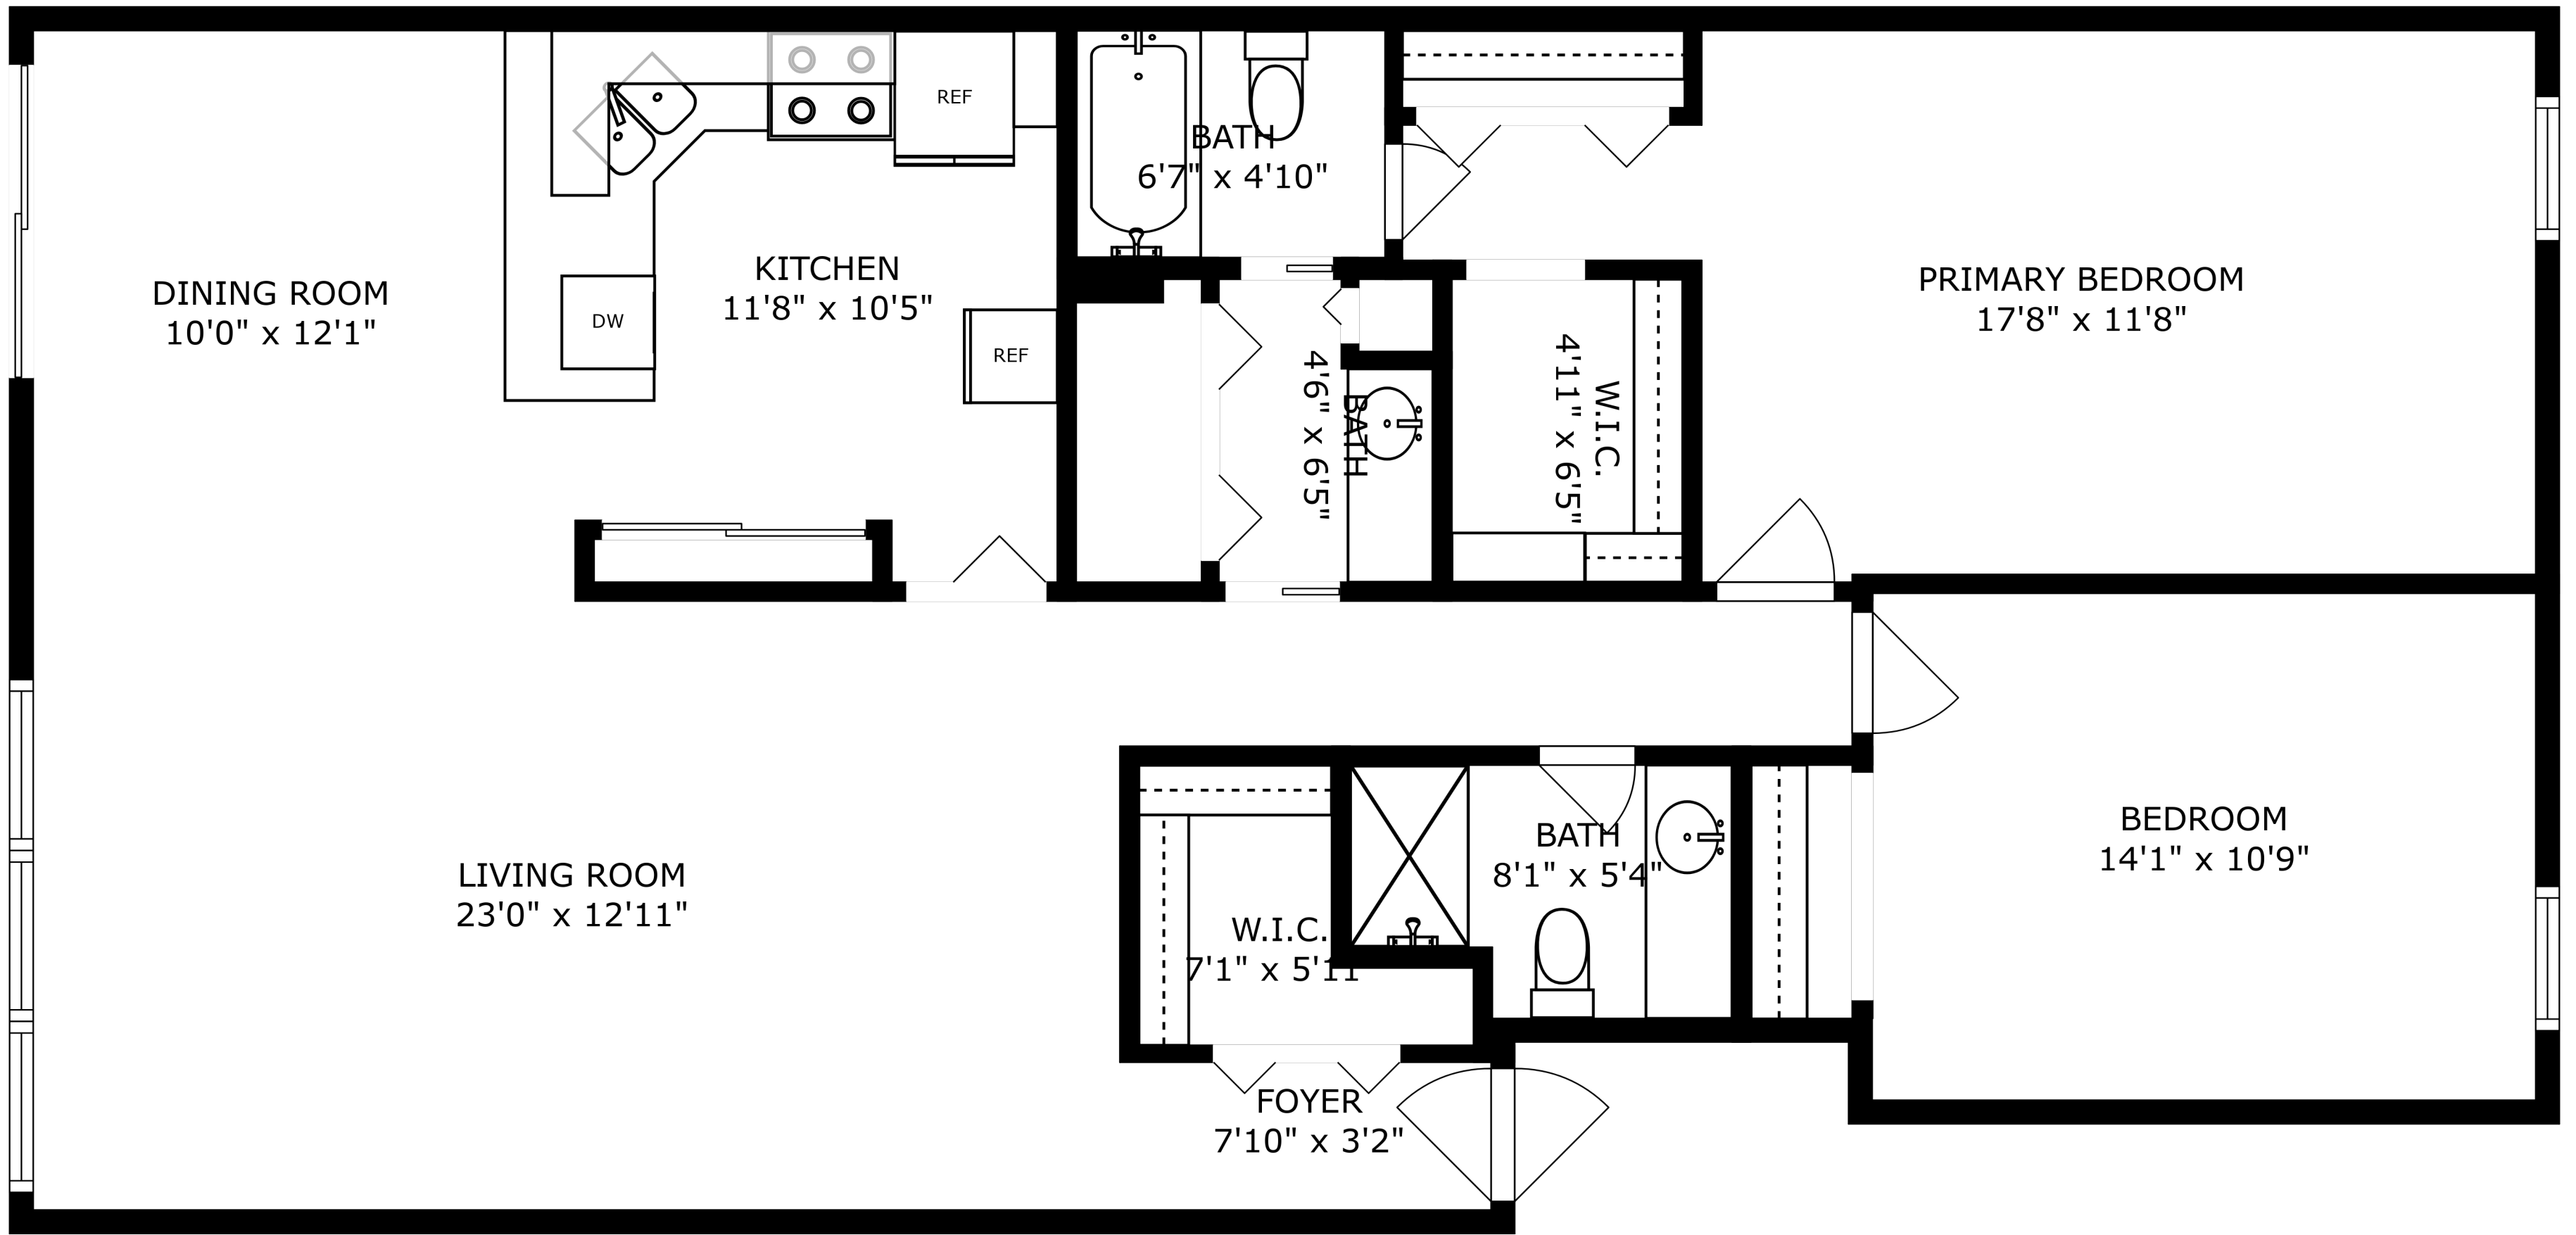 DINING ROOM
10'0" x 12'1"
REF
KITCHEN
11'8" x 10'5"
DW
REF
BATH
6'7" x 4'10"
BATH
4'6" x 6'5"
W.I.C.
4'11" x 6'5"
PRIMARY BEDROOM
17'8" x 11'8"
LIVING ROOM
23'0" x 12'11"
W.I.C.
7'1" x 5'11
BATH
8'1" x 5'4"
BEDROOM
14'1" x 10'9"
FOYER
7'10" x 3'2"